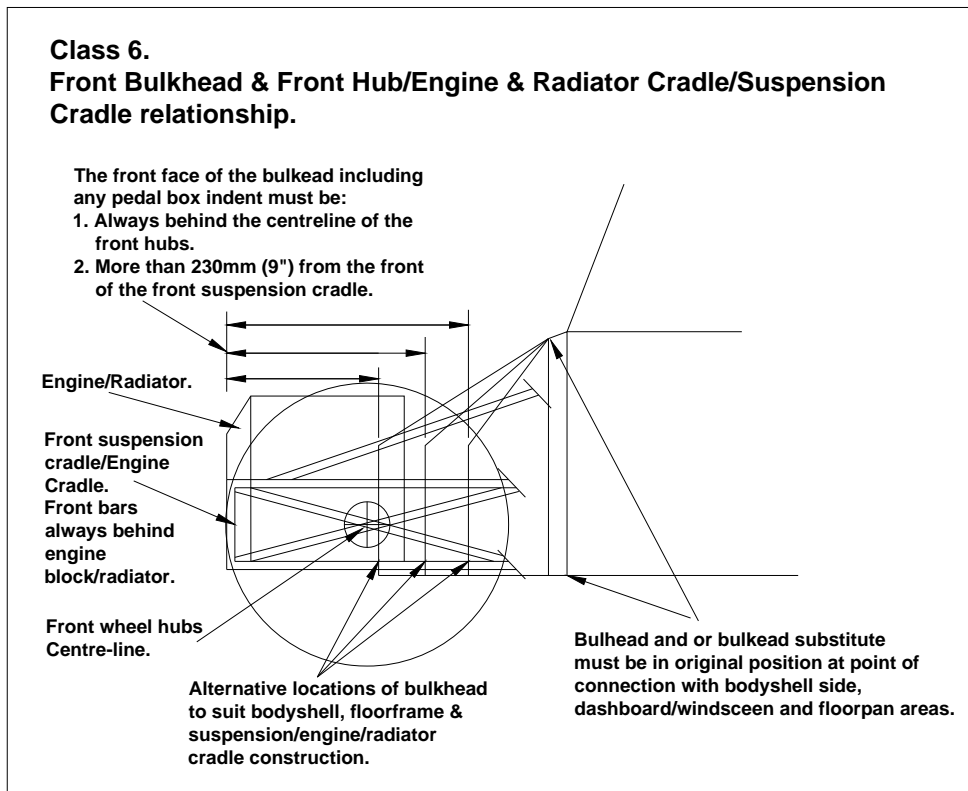 Class 6.
Front Bulkhead & Front Hub/Engine & Radiator Cradle/Suspension
Cradle relationship.
The front face of the bulkead including
any pedal box indent must be:
1. Always behind the centreline of the
front hubs.
2. More than 230mm (9") from the front
of the front suspension cradle.
Engine/Radiator.
Front suspension
cradle/Engine
Cradle.
Front bars
always behind
engine
block/radiator.
Front wheel hubs
Centre-line.
Alternative locations of bulkhead
to suit bodyshell, floorframe &
suspension/engine/radiator
cradle construction.
Bulhead and or bulkead substitute
must be in original position at point of
connection with bodyshell side,
dashboard/windsceen and floorpan areas.